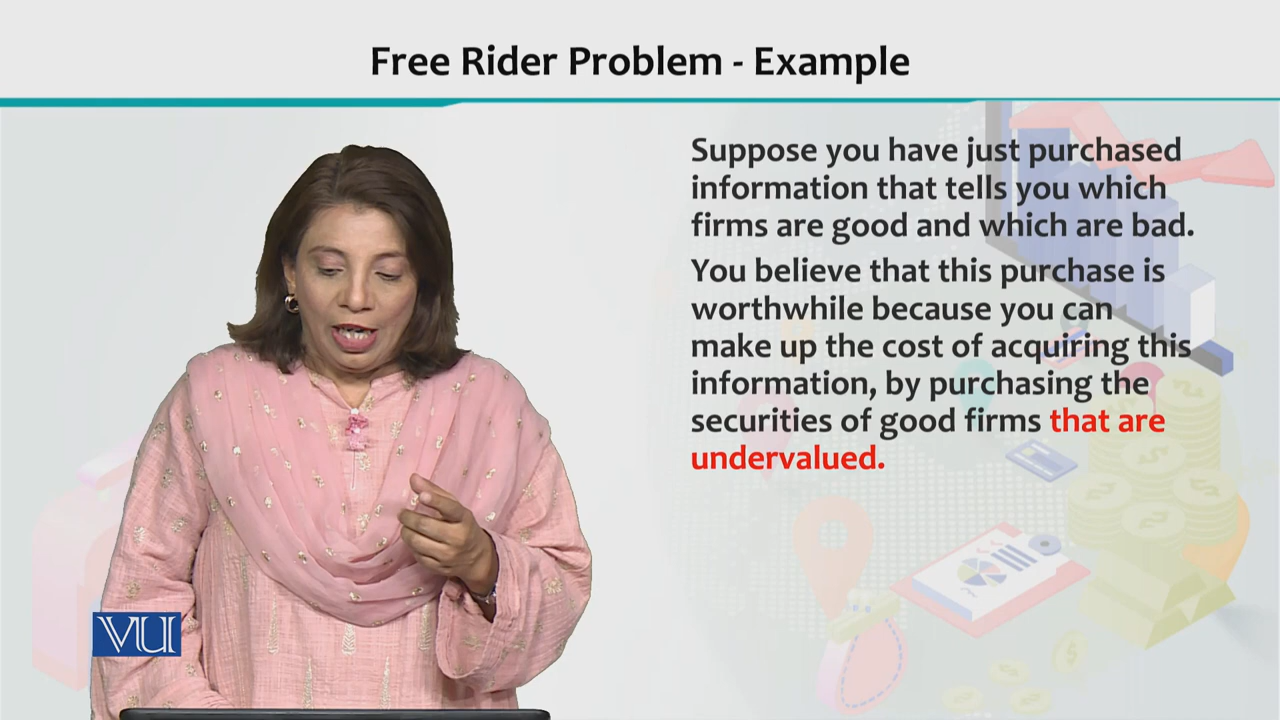 Free Rider Problem - Example
Suppose you have just purchased
information that tells you which
firms are good and which are bad.
You believe that this purchase is
worthwhile because you can
make up the cost of acquiring this
information, by purchasing the
securities of good firms that are
undervalued.
VU